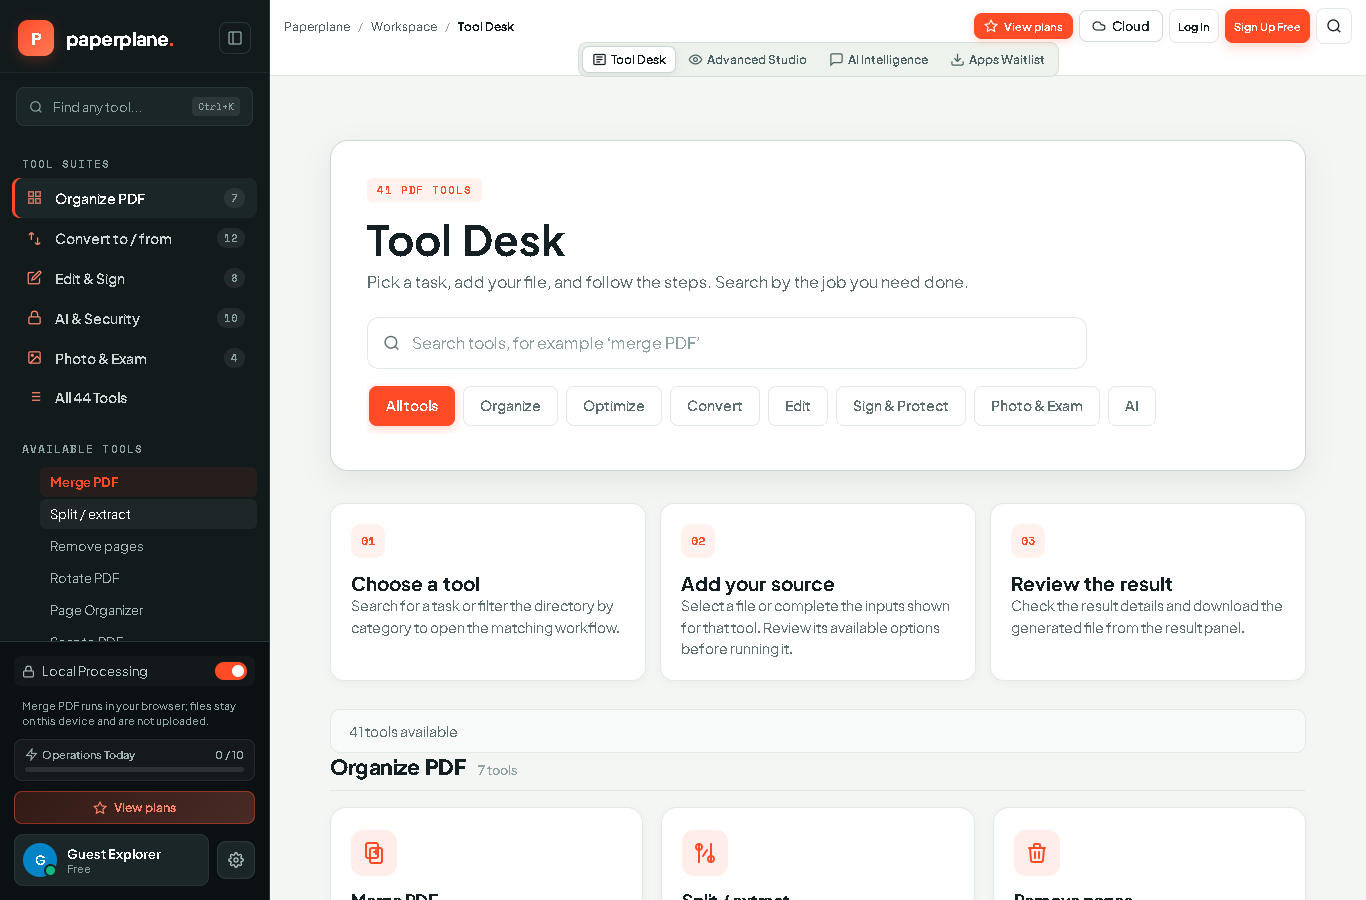 P paperplane.
Find any tool... Ctrl+K
TOOL SUITES
Organize PDF 7
Convert to / from 12
Edit & Sign 8
AI & Security 10
Photo & Exam 4
All 44 Tools
AVAILABLE TOOLS
Merge PDF
Split / extract
Remove pages
Rotate PDF
Page Organizer
Local Processing
Merge PDF runs in your browser; files stay
on this device and are not uploaded.
Operations Today 0 / 10
View plans
G Guest Explorer
Free
Paperplane / Workspace / Tool Desk
View plans Cloud Log In Sign Up Free
Tool Desk Advanced Studio AI Intelligence Apps Waitlist
41 PDF TOOLS
Tool Desk
Pick a task, add your file, and follow the steps. Search by the job you need done.
Search tools, for example ‘merge PDF’
All tools Organize Optimize Convert Edit Sign & Protect Photo & Exam AI
01
Choose a tool
Search for a task or filter the directory by
category to open the matching workflow.
02
Add your source
Select a file or complete the inputs shown
for that tool. Review its available options
before running it.
03
Review the result
Check the result details and download the
generated file from the result panel.
41 tools available
Organize PDF 7 tools
Merge PDF
Split / extract
Remove pages